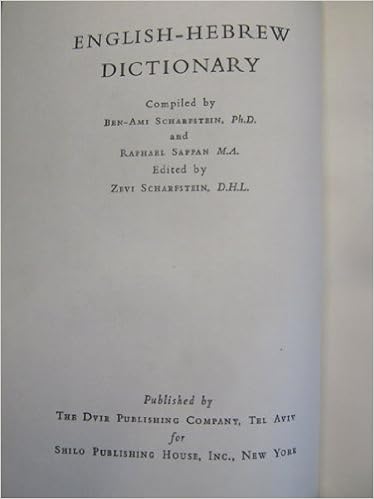 ENGLISH-HEBREW
DICTIONARY
Compiled by
BEN-AMI SCHARFSTEIN, Ph.D.
and
RAPHAEL SAPPAN M.A.
Edited by
ZEVI SCHARFSTEIN, D.H.L.
Published by
THE DVIR PUBLISHING COMPANY, TEL AVIV
for
SHILO PUBLISHING HOUSE, INC., NEW YORK